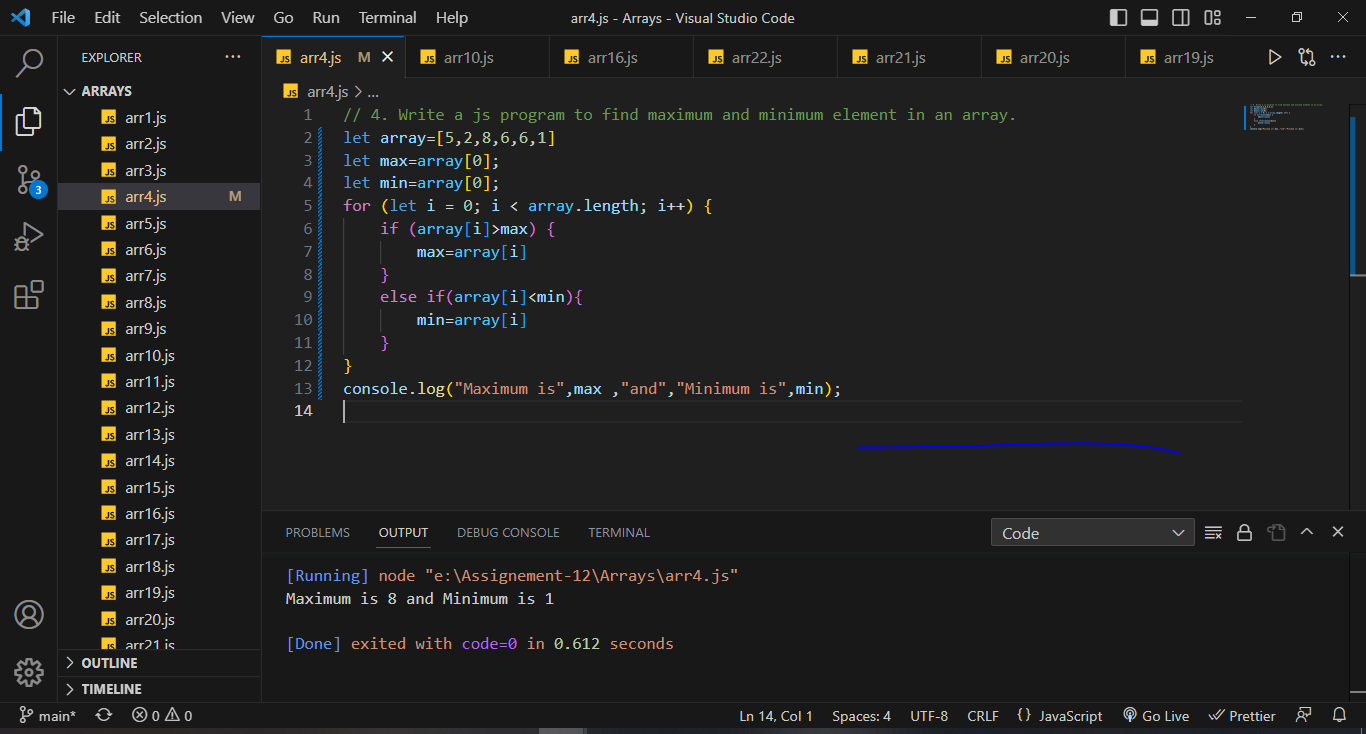 File Edit Selection View Go Run Terminal Help arr4.js - Arrays - Visual Studio Code
EXPLORER
JS arr4.js M JS arr10.js JS arr16.js JS arr22.js JS arr21.js JS arr20.js JS arr19.js
ARRAYS
JS arr1.js
JS arr2.js
JS arr3.js
JS arr4.js M
JS arr5.js
JS arr6.js
JS arr7.js
JS arr8.js
JS arr9.js
JS arr10.js
JS arr11.js
JS arr12.js
JS arr13.js
JS arr14.js
JS arr15.js
JS arr16.js
JS arr17.js
JS arr18.js
JS arr19.js
JS arr20.js
JS arr21.js
OUTLINE
TIMELINE
3
JS arr4.js > ...
1 // 4. Write a js program to find maximum and minimum element in an array.
2 let array=[5,2,8,6,6,1]
3 let max=array[0];
4 let min=array[0];
5 for (let i = 0; i < array.length; i++) {
6 if (array[i]>max) {
7 max=array[i]
8 }
9 else if(array[i]<min){
10 min=array[i]
11 }
12 }
13 console.log("Maximum is",max ,"and","Minimum is",min);
14
PROBLEMS OUTPUT DEBUG CONSOLE TERMINAL Code
[Running] node "e:\Assignement-12\Arrays\arr4.js"
Maximum is 8 and Minimum is 1
[Done] exited with code=0 in 0.612 seconds
main* 0 0 Ln 14, Col 1 Spaces: 4 UTF-8 CRLF {} JavaScript Go Live Prettier